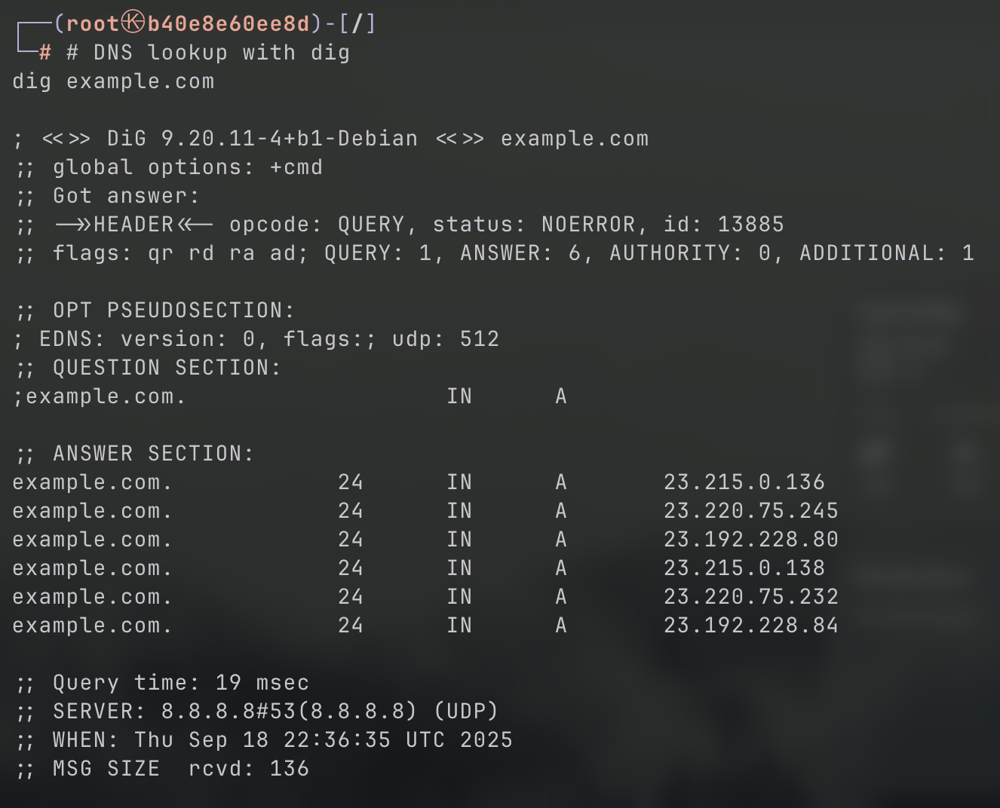 ┌──(root㉿b40e8e60ee8d)-[/]
└─# # DNS lookup with dig
dig example.com

; <<>> DiG 9.20.11-4+b1-Debian <<>> example.com
;; global options: +cmd
;; Got answer:
;; ->>HEADER<<- opcode: QUERY, status: NOERROR, id: 13885
;; flags: qr rd ra ad; QUERY: 1, ANSWER: 6, AUTHORITY: 0, ADDITIONAL: 1

;; OPT PSEUDOSECTION:
; EDNS: version: 0, flags:; udp: 512
;; QUESTION SECTION:
;example.com.                   IN      A

;; ANSWER SECTION:
example.com.            24      IN      A       23.215.0.136
example.com.            24      IN      A       23.220.75.245
example.com.            24      IN      A       23.192.228.80
example.com.            24      IN      A       23.215.0.138
example.com.            24      IN      A       23.220.75.232
example.com.            24      IN      A       23.192.228.84

;; Query time: 19 msec
;; SERVER: 8.8.8.8#53(8.8.8.8) (UDP)
;; WHEN: Thu Sep 18 22:36:35 UTC 2025
;; MSG SIZE  rcvd: 136